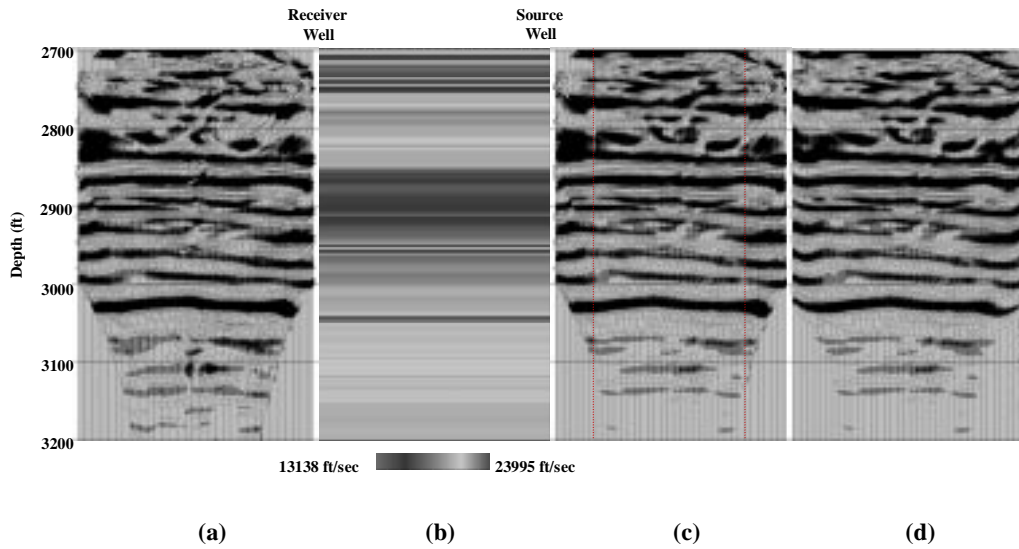 Receiver
Well
Source
Well
2700
2800
2900
3000
3100
3200
Depth (ft)
13138 ft/sec
23995 ft/sec
(a)
(b)
(c)
(d)